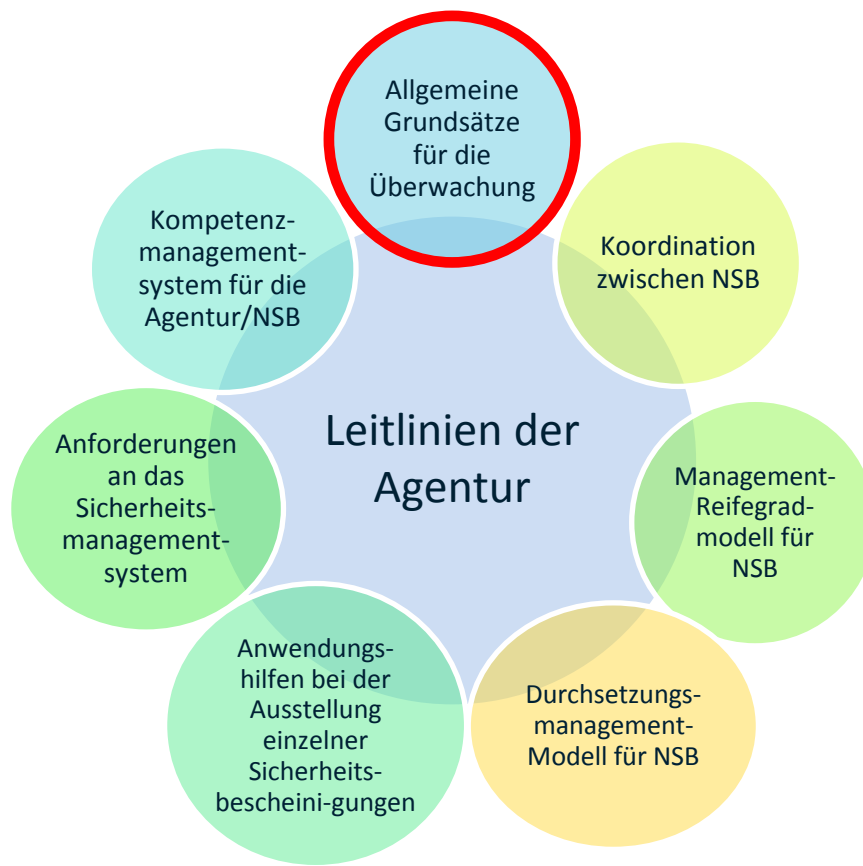 Allgemeine
Grundsätze
für die
Überwachung
Koordination
zwischen NSB
Management-
Reifegrad-
modell für
NSB
Durchsetzungs-
management-
Modell für NSB
Anwendungs-
hilfen bei der
Ausstellung
einzelner
Sicherheits-
bescheini-gungen
Anforderungen
an das
Sicherheits-
management-
system
Kompetenz-
management-
system für die
Agentur/NSB
Leitlinien der
Agentur